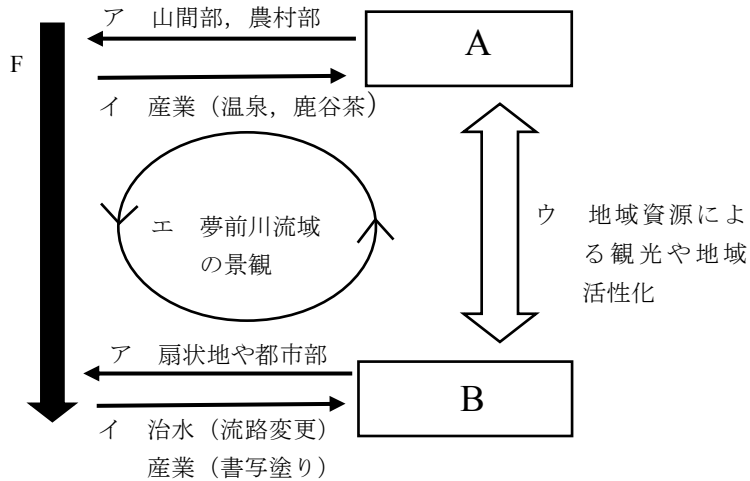 ア 山間部，農村部
A
F
イ 産業（温泉，鹿谷茶）
エ 夢前川流域
の景観
ウ 地域資源によ
る観光や地域
活性化
ア 扇状地や都市部
B
イ 治水（流路変更）
産業（書写塗り）